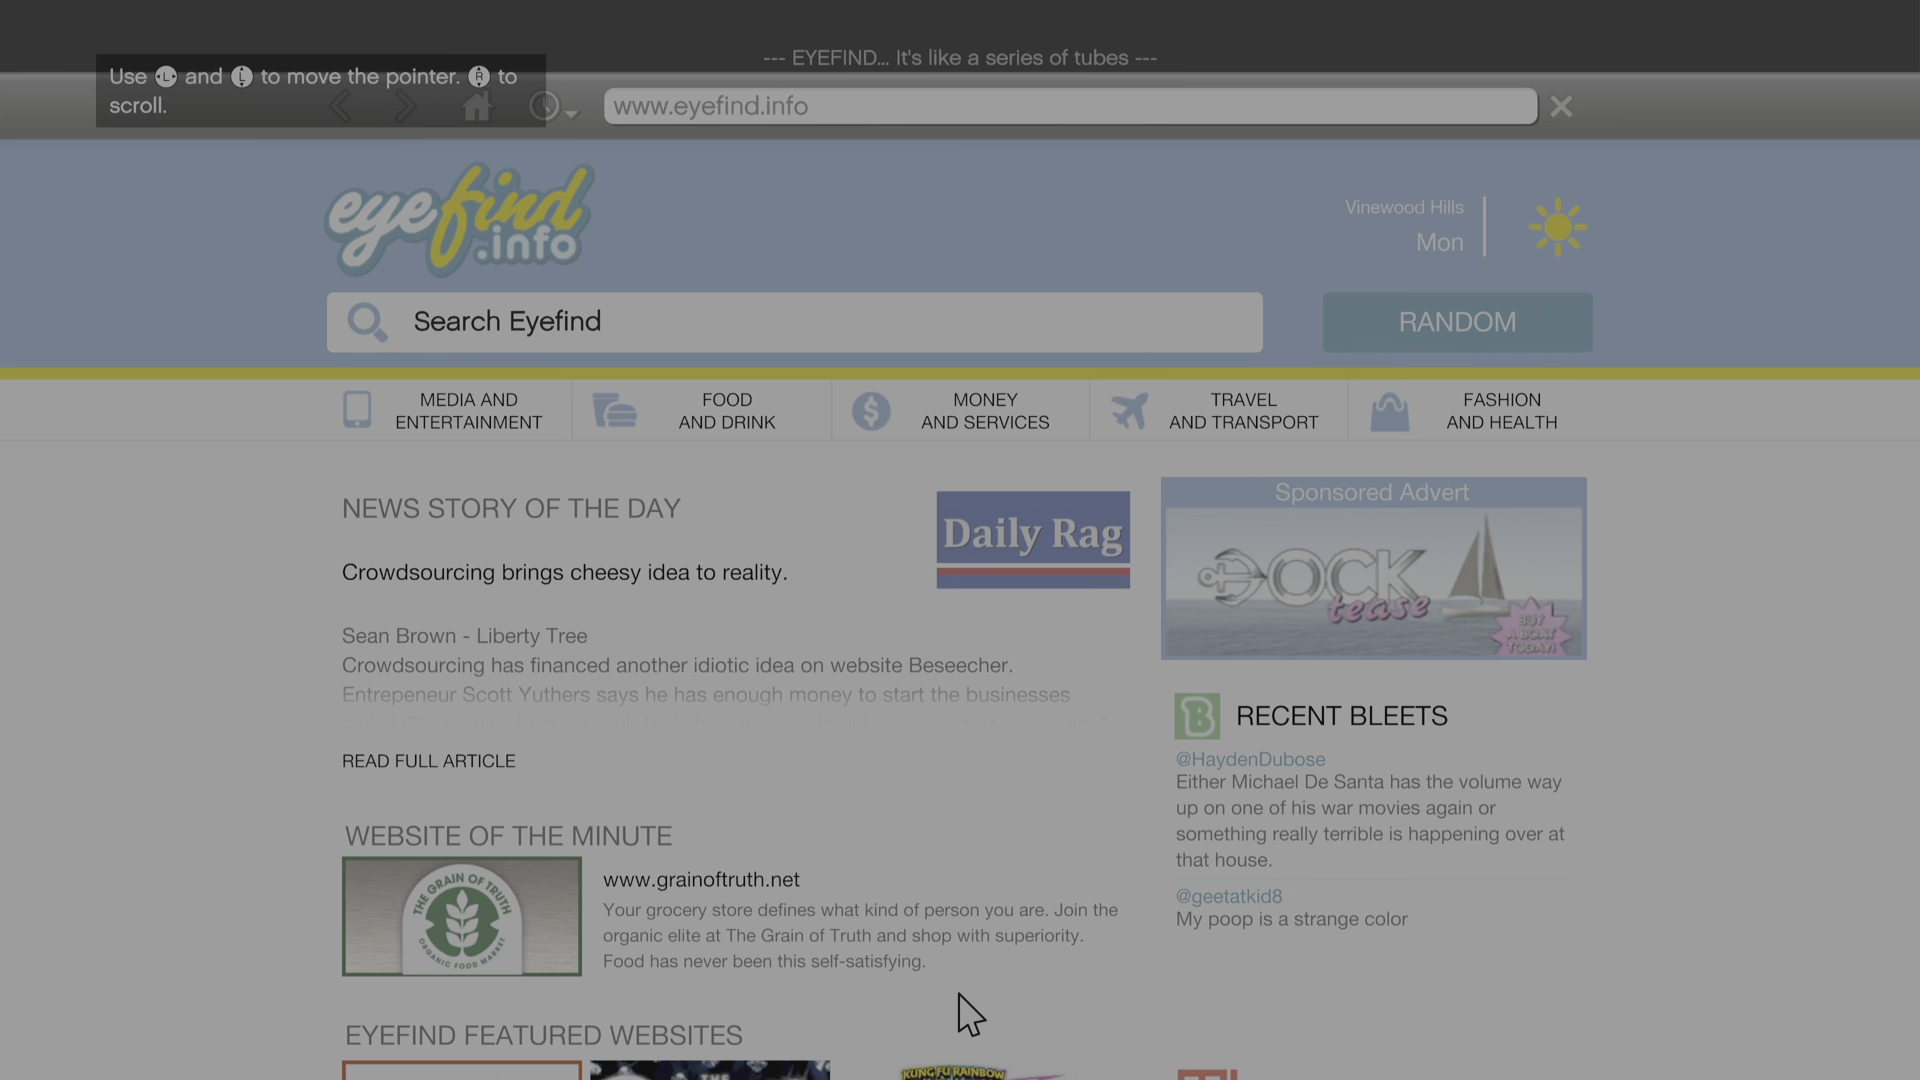 --- EYEFIND... It's like a series of tubes ---
Use L and L to move the pointer. R to
scroll.
www.eyefind.info
eyefind
.info
Vinewood Hills
Mon
Search Eyefind
RANDOM
MEDIA AND
ENTERTAINMENT
FOOD
AND DRINK
MONEY
AND SERVICES
TRAVEL
AND TRANSPORT
FASHION
AND HEALTH
NEWS STORY OF THE DAY
Daily Rag
Crowdsourcing brings cheesy idea to reality.
Sean Brown - Liberty Tree
Crowdsourcing has financed another idiotic idea on website Beseecher.
Entrepeneur Scott Yuthers says he has enough money to start the businesses
READ FULL ARTICLE
Sponsored Advert
DOCK
tease
BUY
A BOAT
TODAY!
RECENT BLEETS
@HaydenDubose
Either Michael De Santa has the volume way
up on one of his war movies again or
something really terrible is happening over at
that house.
@geetatkid8
My poop is a strange color
WEBSITE OF THE MINUTE
THE GRAIN OF TRUTH
ORGANIC FOOD MARKET
www.grainoftruth.net
Your grocery store defines what kind of person you are. Join the
organic elite at The Grain of Truth and shop with superiority.
Food has never been this self-satisfying.
EYEFIND FEATURED WEBSITES
THE
KUNG FU RAINBOW